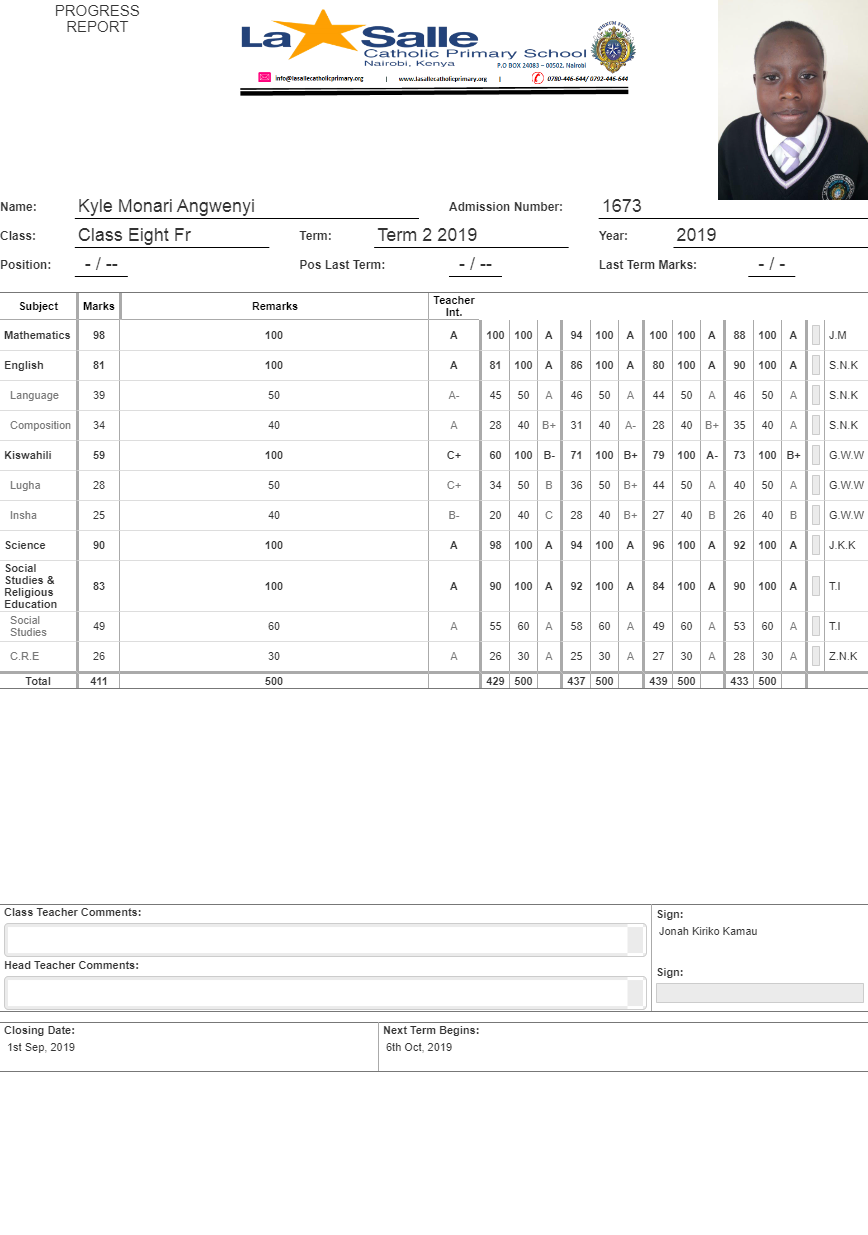 PROGRESS
REPORT
La Salle
Catholic Primary School
Nairobi, Kenya
P.O BOX 24083 – 00502, Nairobi
info@lasallecatholicprimary.org | www.lasallecatholicprimary.org | 0780-446-644/ 0792-446-644
Name: Kyle Monari Angwenyi Admission Number: 1673
Class: Class Eight Fr Term: Term 2 2019 Year: 2019
Position: - / -- Pos Last Term: - / -- Last Term Marks: - / -
Subject Marks Remarks Teacher Int.
Mathematics 98 100 A 100 100 A 94 100 A 100 100 A 88 100 A J.M
English 81 100 A 81 100 A 86 100 A 80 100 A 90 100 A S.N.K
Language 39 50 A- 45 50 A 46 50 A 44 50 A 46 50 A S.N.K
Composition 34 40 A 28 40 B+ 31 40 A- 28 40 B+ 35 40 A S.N.K
Kiswahili 59 100 C+ 60 100 B- 71 100 B+ 79 100 A- 73 100 B+ G.W.W
Lugha 28 50 C+ 34 50 B 36 50 B+ 44 50 A 40 50 A G.W.W
Insha 25 40 B- 20 40 C 28 40 B+ 27 40 B 26 40 B G.W.W
Science 90 100 A 98 100 A 94 100 A 96 100 A 92 100 A J.K.K
Social
Studies &
Religious
Education 83 100 A 90 100 A 92 100 A 84 100 A 90 100 A T.I
Social
Studies 49 60 A 55 60 A 58 60 A 49 60 A 53 60 A T.I
C.R.E 26 30 A 26 30 A 25 30 A 27 30 A 28 30 A Z.N.K
Total 411 500 429 500 437 500 439 500 433 500
Class Teacher Comments:
Sign:
Jonah Kiriko Kamau
Head Teacher Comments:
Sign:
Closing Date: Next Term Begins:
1st Sep, 2019 6th Oct, 2019